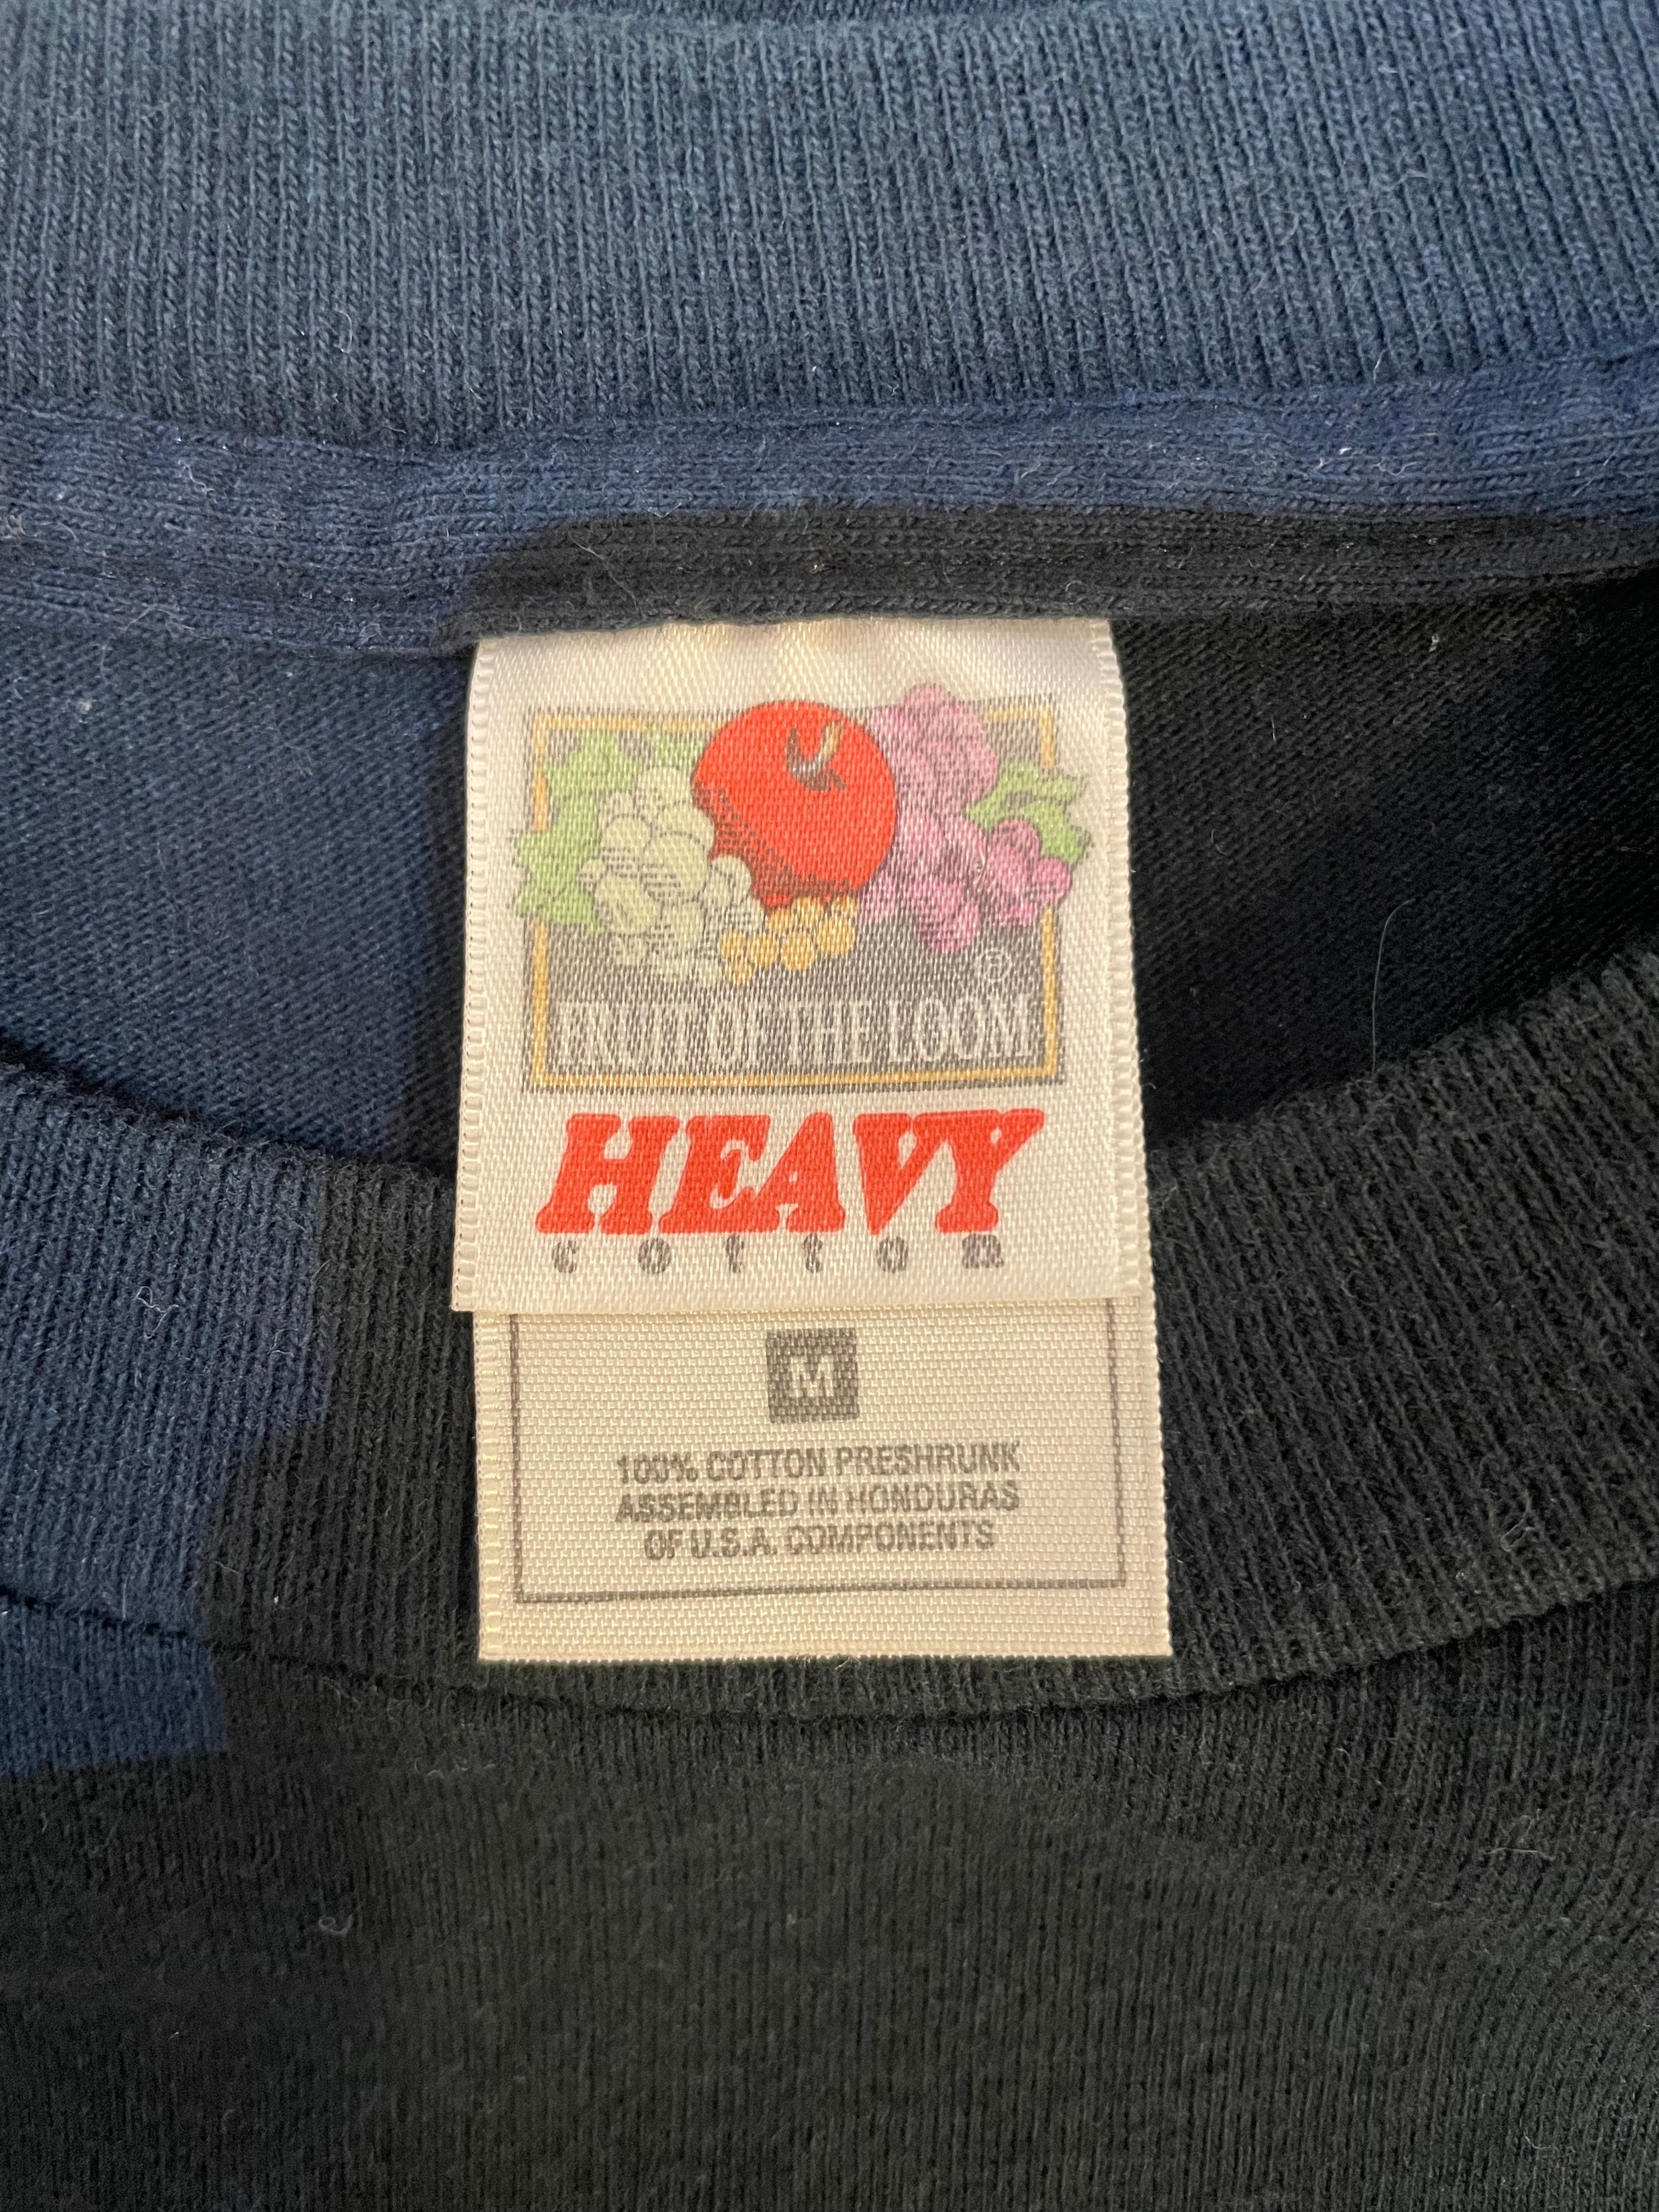 ®
FRUIT OF THE LOOM
HEAVY
cotton
M
100% COTTON PRESHRUNK
ASSEMBLED IN HONDURAS
OF U.S.A. COMPONENTS